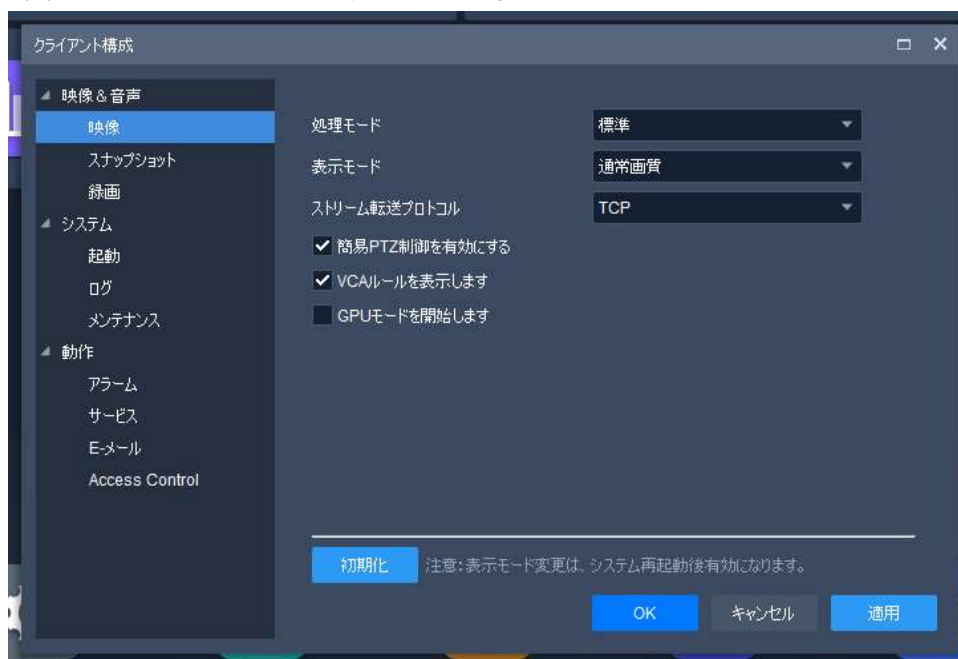 クライアント構成
映像&音声
映像
スナップショット
録画
システム
起動
ログ
メンテナンス
動作
アラーム
サービス
E-メール
Access Control
処理モード 標準
表示モード 通常画質
ストリーム転送プロトコル TCP
簡易PTZ制御を有効にする
VCAルールを表示します
GPUモードを開始します
初期化 注意:表示モード変更は、システム再起動後有効になります。
OK キャンセル 適用